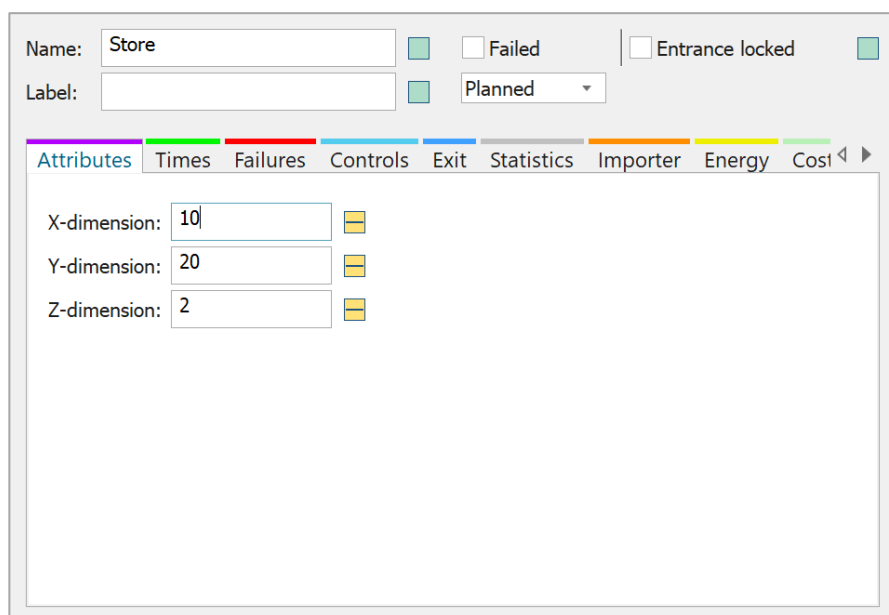 Name: Store Failed Entrance locked
Label: Planned
Attributes Times Failures Controls Exit Statistics Importer Energy
X-dimension: 10
Y-dimension: 20
Z-dimension: 2